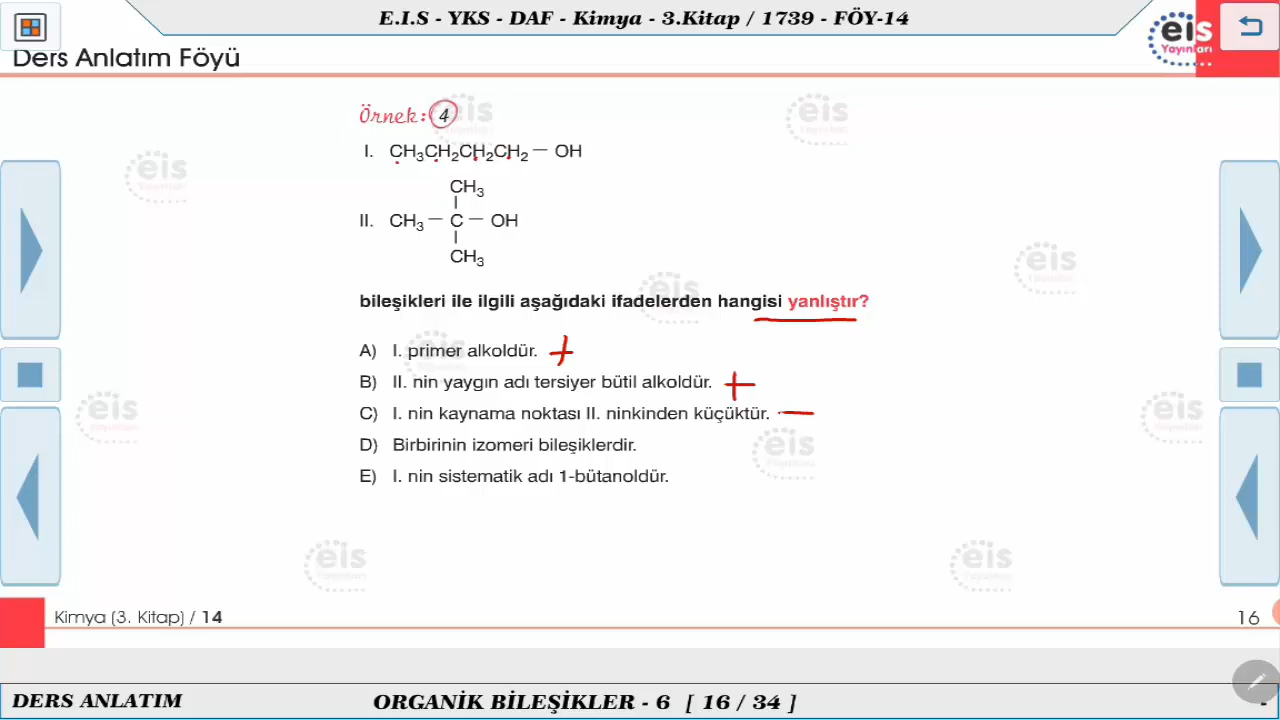 E.I.S - YKS - DAF - Kimya - 3.Kitap / 1739 - FÖY-14
eis
Yayınları
Ders Anlatım Föyü
Örnek: 4
I. CH₃CH₂CH₂CH₂ — OH
CH₃
II. CH₃ — C — OH
CH₃
bileşikleri ile ilgili aşağıdaki ifadelerden hangisi yanlıştır?
A) I. primer alkoldür. +
B) II. nin yaygın adı tersiyer bütil alkoldür. +
C) I. nin kaynama noktası II. ninkinden küçüktür. —
D) Birbirinin izomeri bileşiklerdir.
E) I. nin sistematik adı 1-bütanoldür.
Kimya (3. Kitap) / 14
16
DERS ANLATIM
ORGANİK BİLEŞİKLER - 6 [ 16 / 34 ]
-